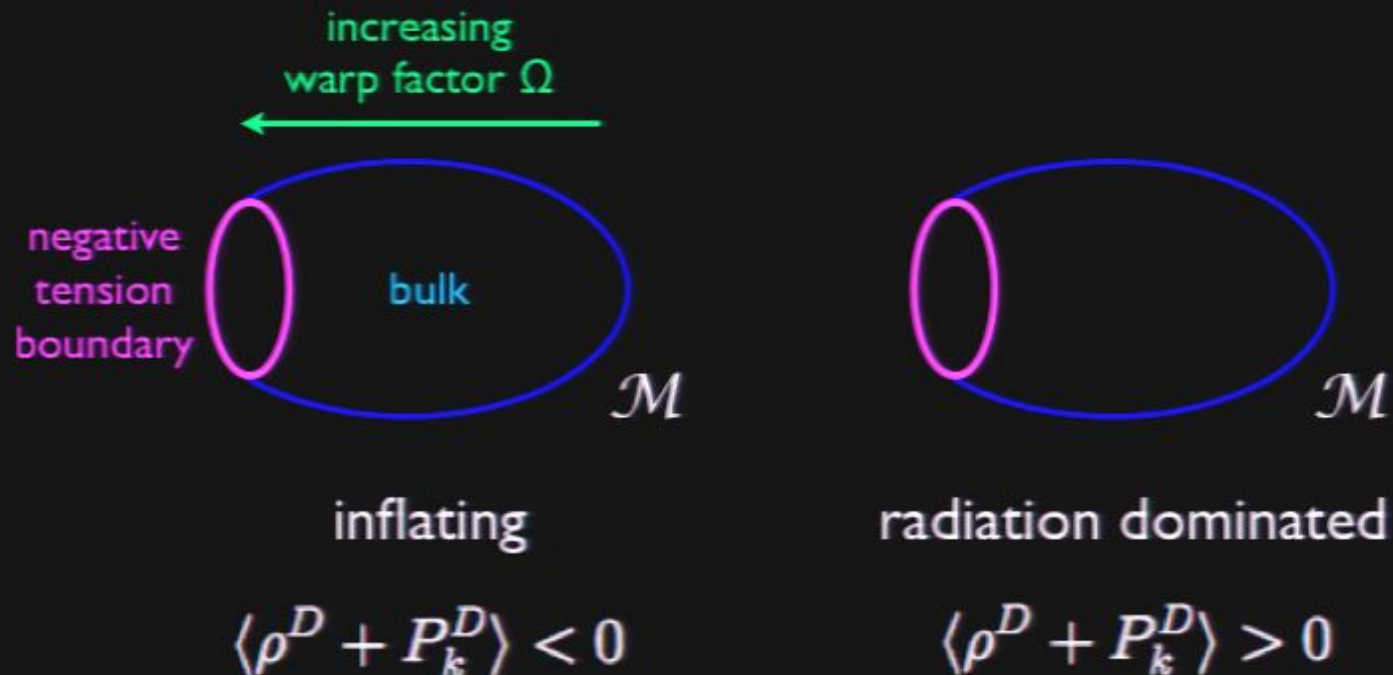 increasing
warp factor Ω
negative
tension
boundary
bulk
ℳ
ℳ
inflating
radiation dominated
⟨ρ^D + P_k^D⟩ < 0
⟨ρ^D + P_k^D⟩ > 0